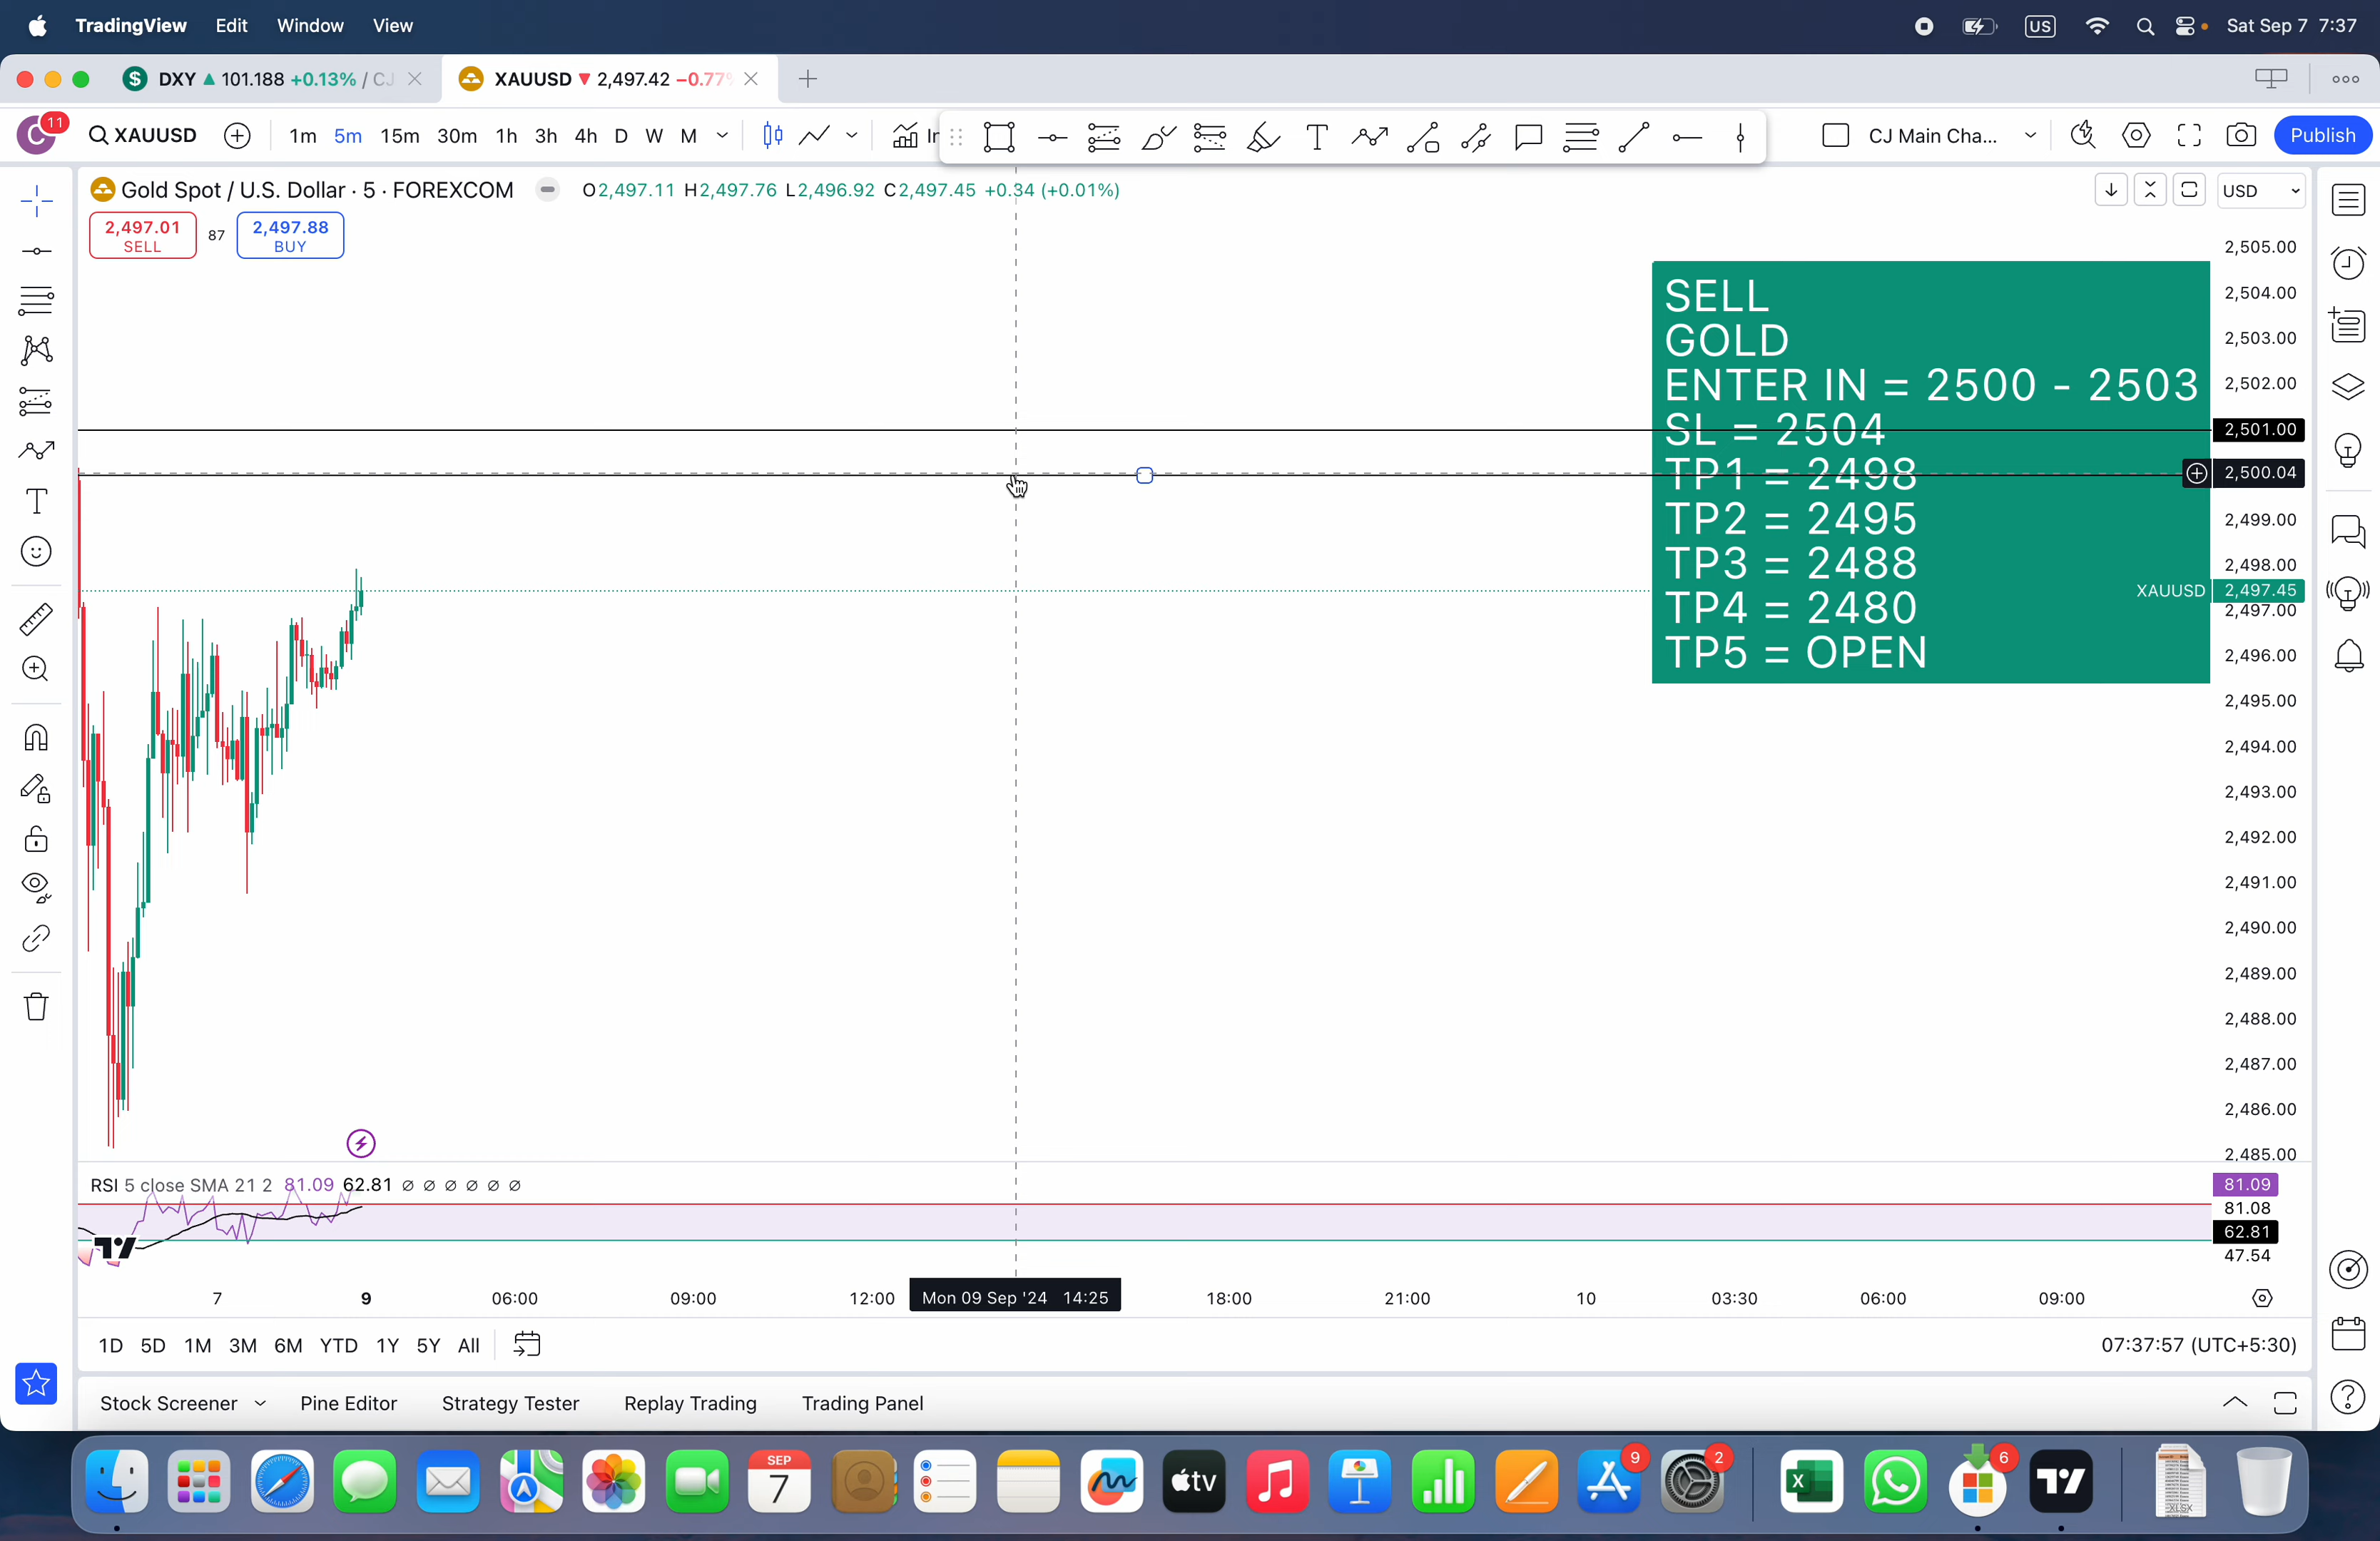 TradingView Edit Window View
US Sat Sep 7 7:37
DXY 101.188 +0.13% / CJ
XAUUSD 2,497.42 −0.77%
11
XAUUSD 1m 5m 15m 30m 1h 3h 4h D W M
CJ Main Cha... Publish
Gold Spot / U.S. Dollar · 5 · FOREXCOM O2,497.11 H2,497.76 L2,496.92 C2,497.45 +0.34 (+0.01%)
USD
2,497.01 SELL
87
2,497.88 BUY
SELL
GOLD
ENTER IN = 2500 - 2503
SL = 2504
TP1 = 2498
TP2 = 2495
TP3 = 2488
TP4 = 2480
TP5 = OPEN
2,505.00
2,504.00
2,503.00
2,502.00
2,501.00
2,500.04
2,499.00
2,498.00
XAUUSD 2,497.45
2,497.00
2,496.00
2,495.00
2,494.00
2,493.00
2,492.00
2,491.00
2,490.00
2,489.00
2,488.00
2,487.00
2,486.00
2,485.00
RSI 5 close SMA 21 2 81.09 62.81 ∅ ∅ ∅ ∅ ∅ ∅
81.09
81.08
62.81
47.54
7 9 06:00 09:00 12:00 Mon 09 Sep '24 14:25 18:00 21:00 10 03:30 06:00 09:00
1D 5D 1M 3M 6M YTD 1Y 5Y All
07:37:57 (UTC+5:30)
Stock Screener Pine Editor Strategy Tester Replay Trading Trading Panel
SEP
7
tv
9
2
6
XLSX